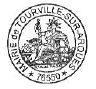 MAIRIE de TOURVILLE-SUR-ARQUES
* 76550 *